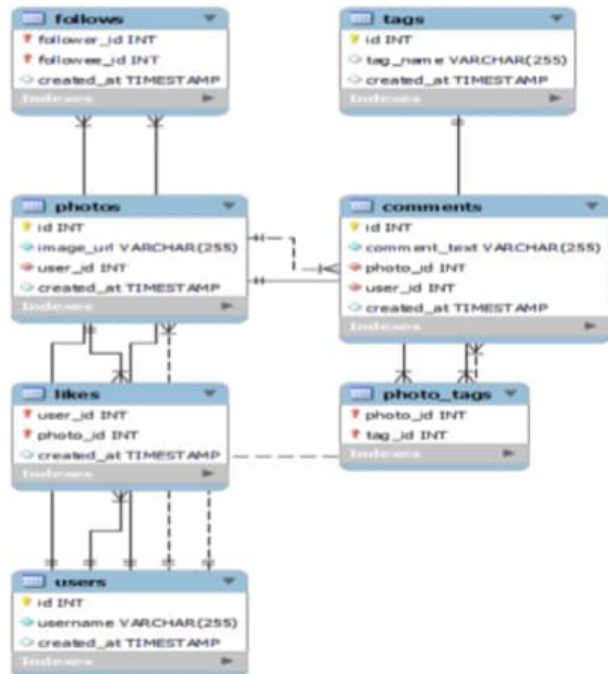 follows
follower_id INT
followee_id INT
created_at TIMESTAMP
Indexes
tags
id INT
tag_name VARCHAR(255)
created_at TIMESTAMP
Indexes
photos
id INT
image_url VARCHAR(255)
user_id INT
created_at TIMESTAMP
Indexes
comments
id INT
comment_text VARCHAR(255)
photo_id INT
user_id INT
created_at TIMESTAMP
Indexes
likes
user_id INT
photo_id INT
created_at TIMESTAMP
Indexes
photo_tags
photo_id INT
tag_id INT
Indexes
users
id INT
username VARCHAR(255)
created_at TIMESTAMP
Indexes